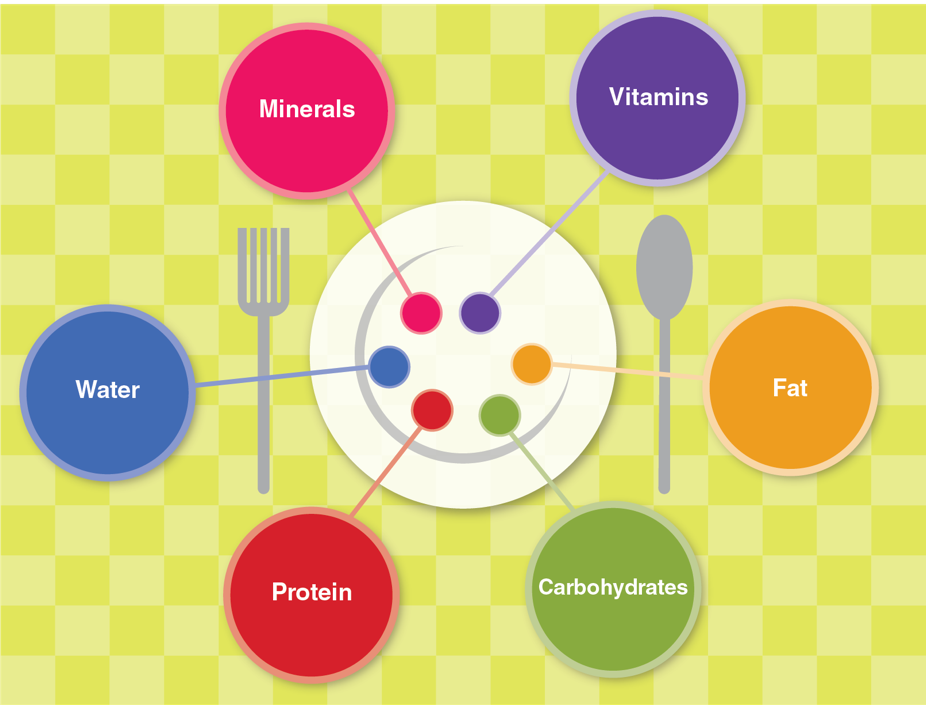 Minerals
Vitamins
Water
Fat
Protein
Carbohydrates